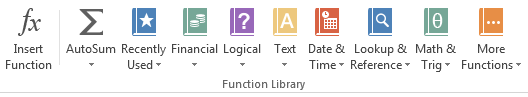 fx Σ ? A θ
Insert AutoSum Recently Financial Logical Text Date & Lookup & Math & More
Function Used Time Reference Trig Functions
Function Library